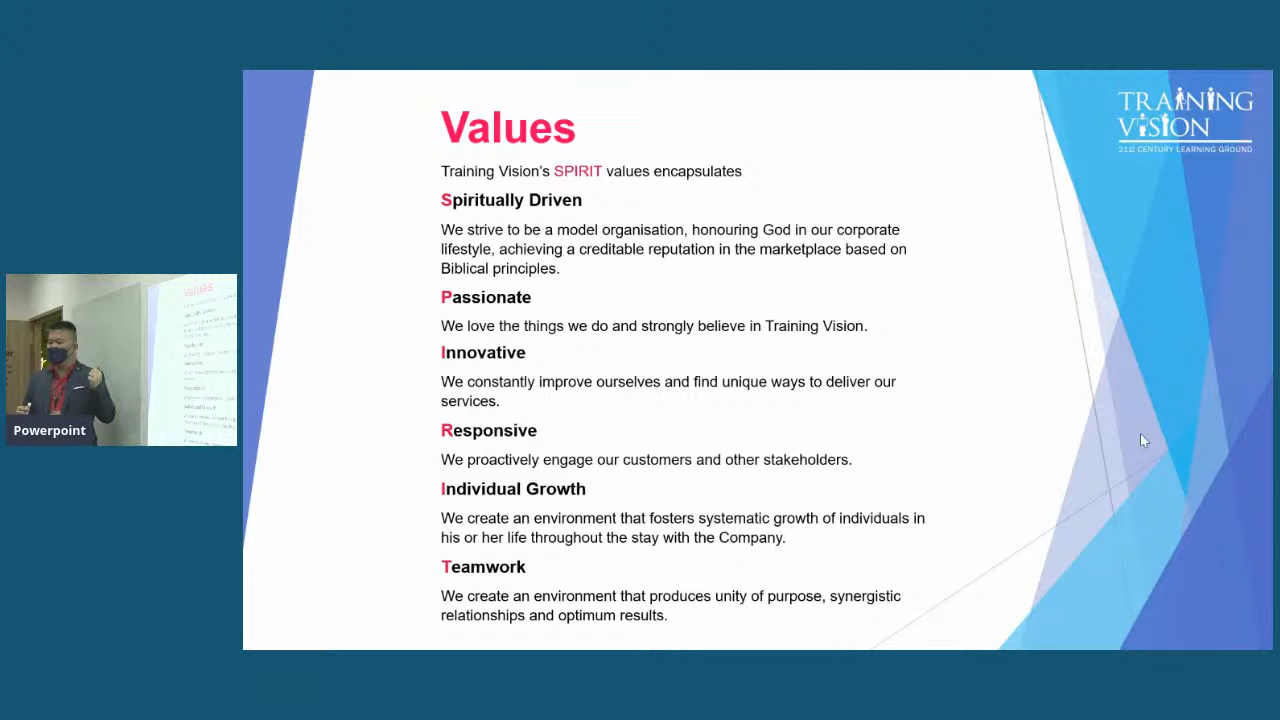 Values
TRAINING
VISION
21st CENTURY LEARNING GROUND
Training Vision's SPIRIT values encapsulates
Spiritually Driven
We strive to be a model organisation, honouring God in our corporate
lifestyle, achieving a creditable reputation in the marketplace based on
Biblical principles.
Passionate
We love the things we do and strongly believe in Training Vision.
Innovative
We constantly improve ourselves and find unique ways to deliver our
services.
Responsive
We proactively engage our customers and other stakeholders.
Individual Growth
We create an environment that fosters systematic growth of individuals in
his or her life throughout the stay with the Company.
Teamwork
We create an environment that produces unity of purpose, synergistic
relationships and optimum results.
Values
Powerpoint